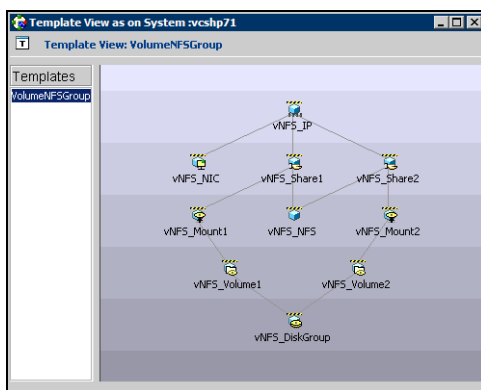 Template View as on System :vcshp71
T Template View: VolumeNFSGroup
Templates
VolumeNFSGroup
vNFS_IP
vNFS_NIC vNFS_Share1 vNFS_Share2
vNFS_Mount1 vNFS_NFS vNFS_Mount2
vNFS_Volume1 vNFS_Volume2
vNFS_DiskGroup